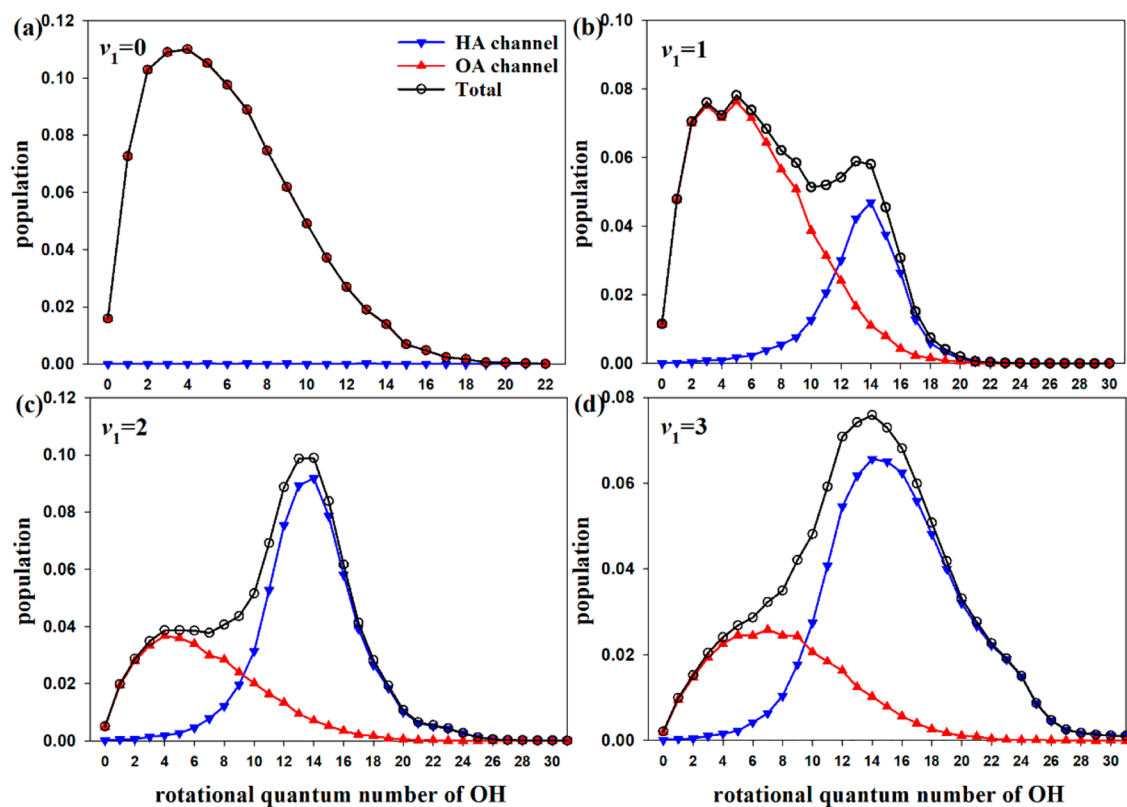 (a)
v1=0
HA channel
OA channel
Total
population
0.12
0.10
0.08
0.06
0.04
0.02
0.00
0 2 4 6 8 10 12 14 16 18 20 22
(b)
v1=1
population
0.10
0.08
0.06
0.04
0.02
0.00
0 2 4 6 8 10 12 14 16 18 20 22 24 26 28 30
(c)
v1=2
population
0.12
0.10
0.08
0.06
0.04
0.02
0.00
0 2 4 6 8 10 12 14 16 18 20 22 24 26 28 30
rotational quantum number of OH
(d)
v1=3
population
0.08
0.06
0.04
0.02
0.00
0 2 4 6 8 10 12 14 16 18 20 22 24 26 28 30
rotational quantum number of OH